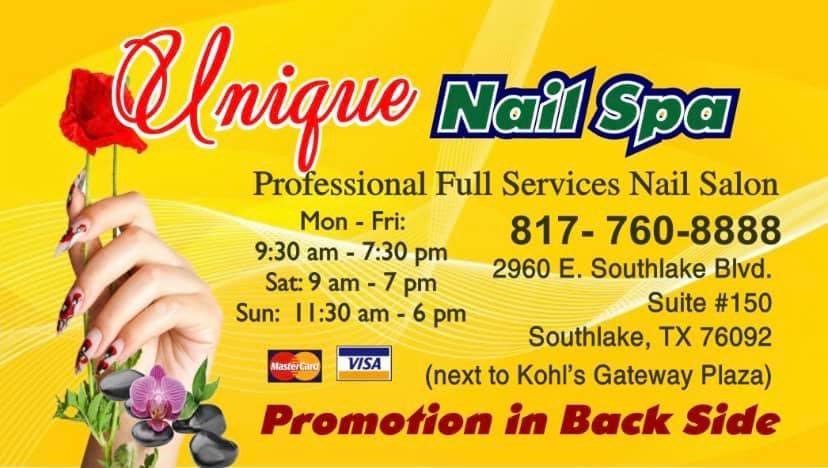 Unique Nail Spa
Professional Full Services Nail Salon
Mon - Fri:
9:30 am - 7:30 pm
Sat: 9 am - 7 pm
Sun: 11:30 am - 6 pm
817- 760-8888
2960 E. Southlake Blvd.
Suite #150
Southlake, TX 76092
(next to Kohl's Gateway Plaza)
MasterCard
VISA
Promotion in Back Side